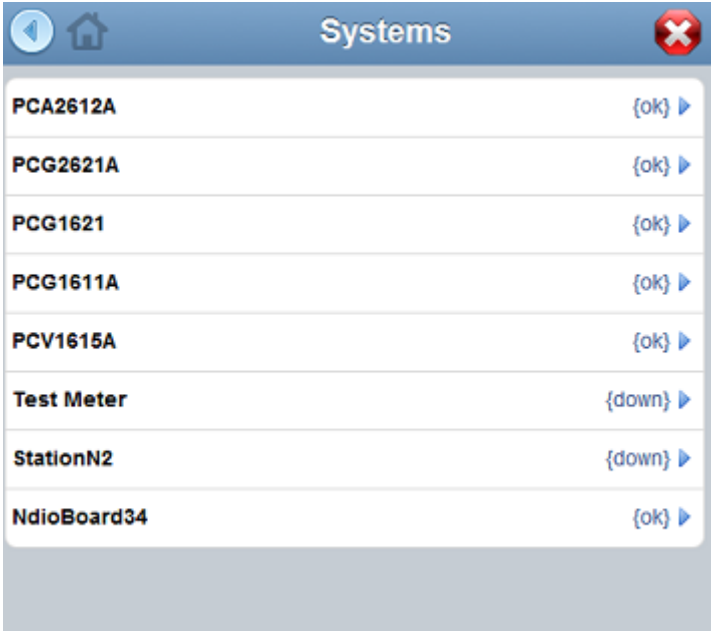 Systems
PCA2612A {ok}
PCG2621A {ok}
PCG1621 {ok}
PCG1611A {ok}
PCV1615A {ok}
Test Meter {down}
StationN2 {down}
NdioBoard34 {ok}